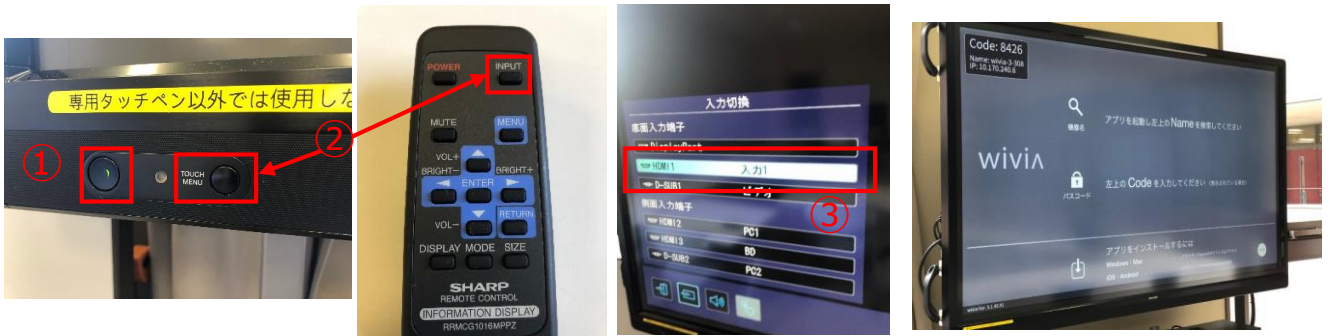 専用タッチペン以外では使用しな
①
②
TOUCH
MENU
POWER
INPUT
MUTE
MENU
VOL+
BRIGHT−
BRIGHT+
ENTER
VOL−
RETURN
DISPLAY
MODE
SIZE
SHARP
REMOTE CONTROL
INFORMATION DISPLAY
RRMCG1016MPPZ
入力切換
底面入力端子
DisplayPort
HDMI1
入力1
D-SUB1
ビデオ
③
側面入力端子
HDMI2
PC1
HDMI3
BD
D-SUB2
PC2
Code: 8426
Name: wivia-3-308
IP: 10.170.240.6
wivia
機器名
アプリを起動し左上のNameを検索してください
パスコード
左上の Code を入力してください
アプリをインストールするには
Windows・Mac
iOS・Android